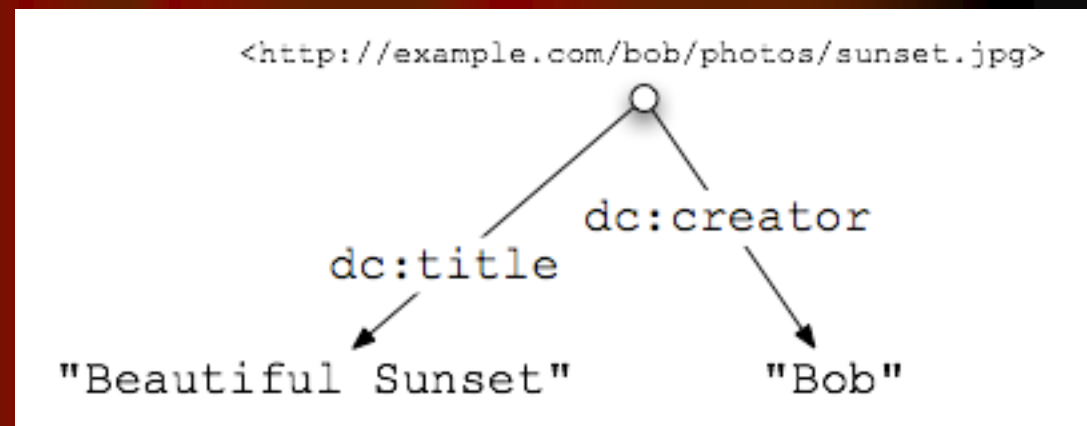 <http://example.com/bob/photos/sunset.jpg>
dc:creator
dc:title
"Beautiful Sunset" "Bob"